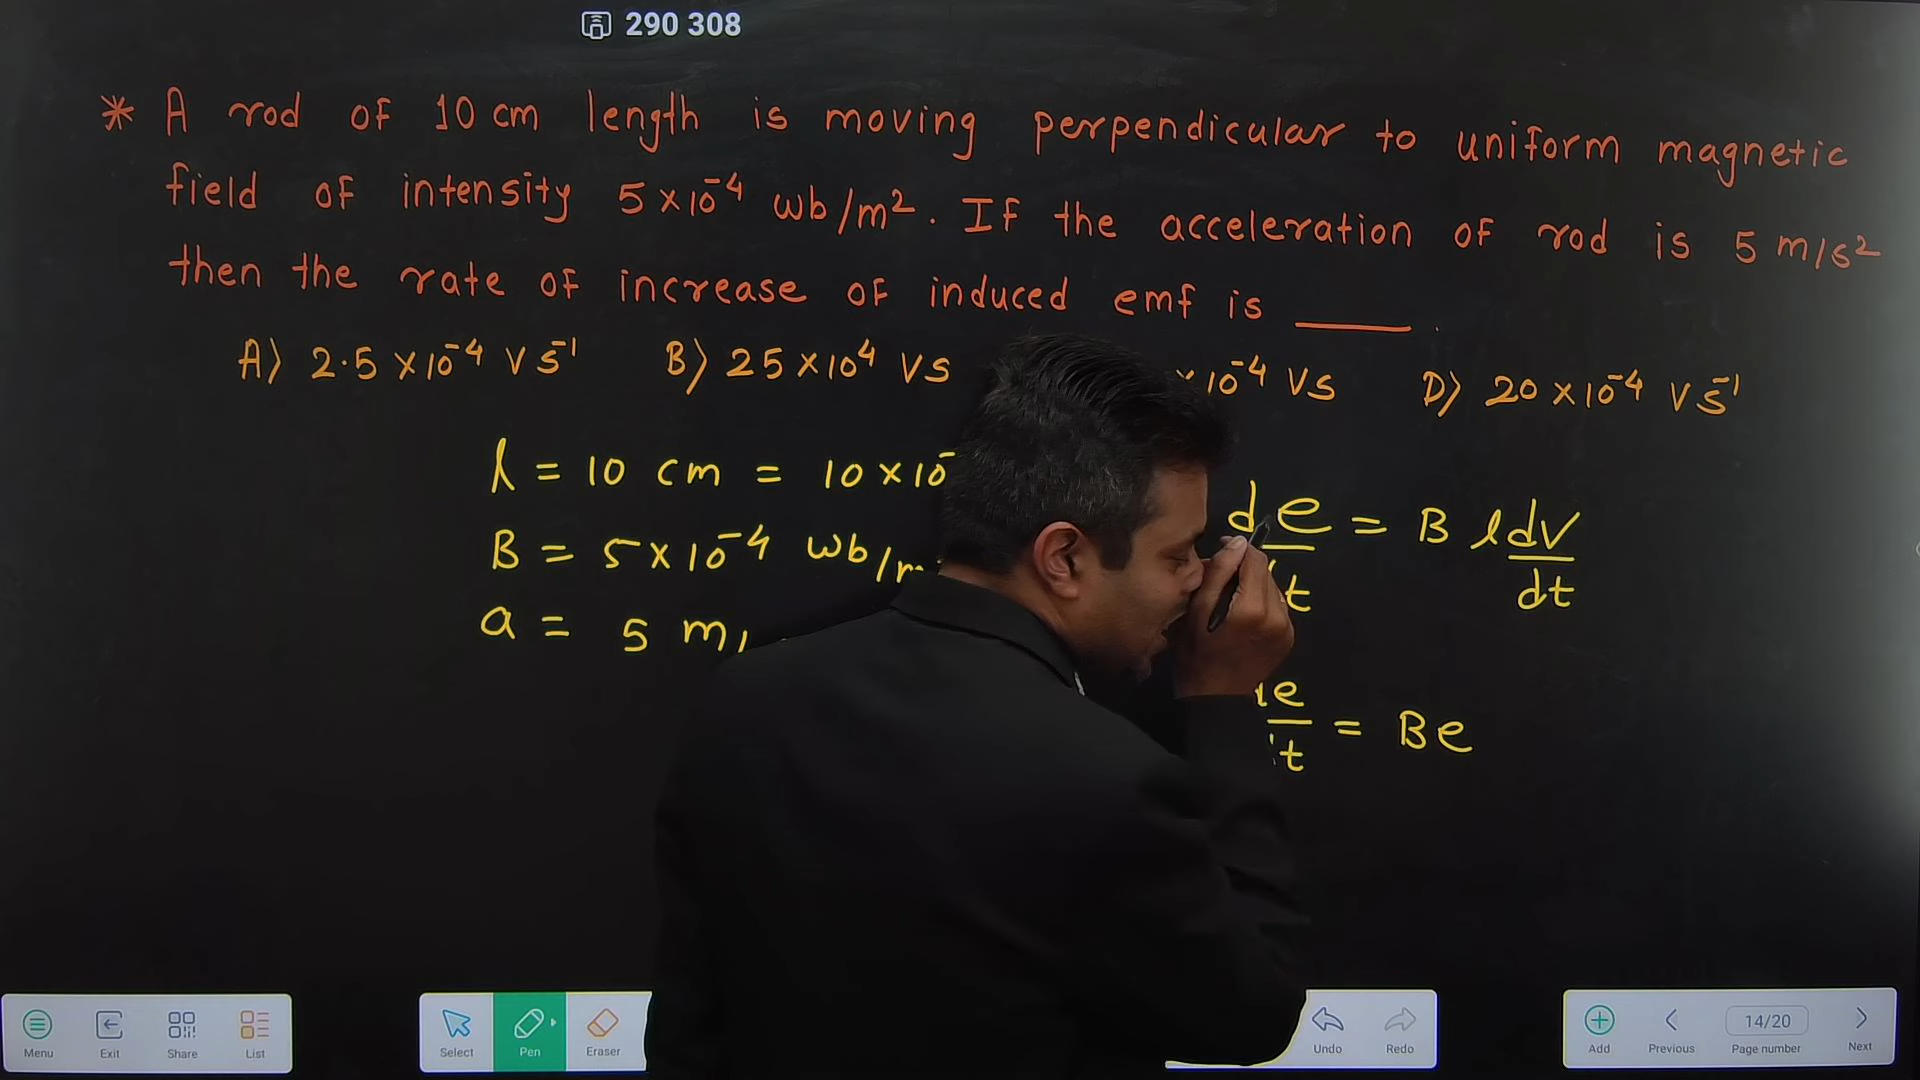 290 308
* A rod of 10 cm length is moving perpendicular to uniform magnetic
field of intensity 5×10⁻⁴ wb/m². If the acceleration of rod is 5 m/s²
then the rate of increase of induced emf is ____.
A) 2.5 ×10⁻⁴ V s⁻¹ B) 25×10⁴ VS ×10⁻⁴ VS D) 20 ×10⁻⁴ V s⁻¹
l = 10 cm = 10×10⁻
B = 5×10⁻⁴ wb/m
a = 5 m/
de/dt = B l dv/dt
de/dt = Be
Menu Exit Share List Select Pen Eraser Undo Redo Add Previous 14/20 Page number Next